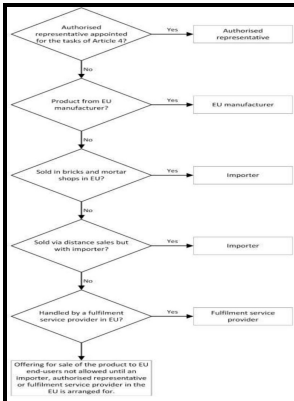 Authorised
representative appointed
for the tasks of Article 4?
Yes
Authorised
representative
No
Product from EU
manufacturer?
Yes
EU manufacturer
No
Sold in bricks and mortar
shops in EU?
Yes
Importer
No
Sold via distance sales but
with importer?
Yes
Importer
No
Handled by a fulfilment
service provider in EU?
Yes
Fulfilment service
provider
No
Offering for sale of the product to EU
end-users not allowed until an
importer, authorised representative
or fulfilment service provider in the
EU is arranged for.